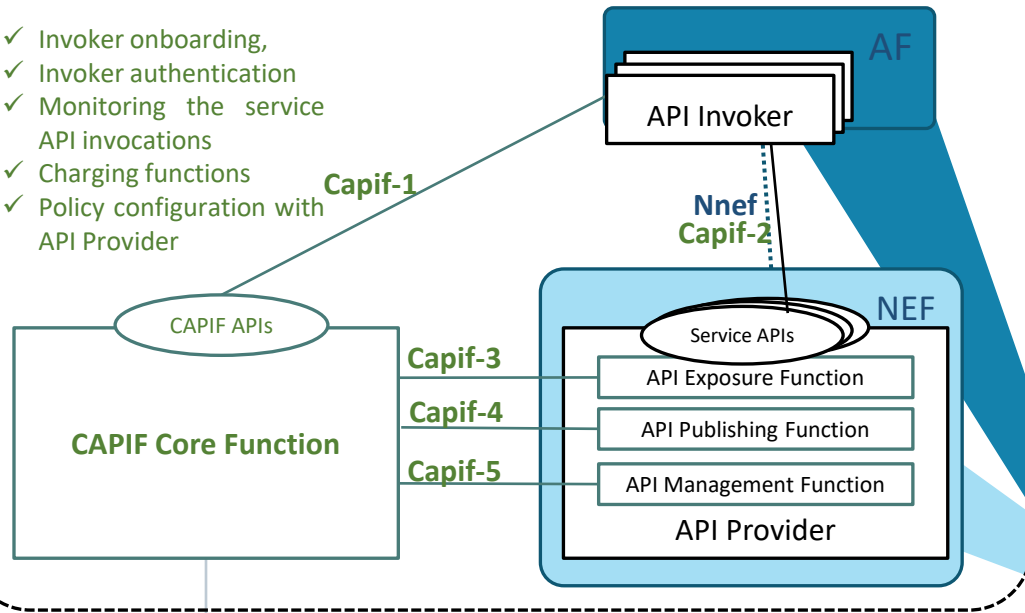 ✓ Invoker onboarding,
✓ Invoker authentication
✓ Monitoring the service
API invocations
✓ Charging functions
✓ Policy configuration with
API Provider
AF
API Invoker
Capif-1
Nnef
Capif-2
CAPIF APIs
NEF
Service APIs
Capif-3
API Exposure Function
Capif-4
API Publishing Function
CAPIF Core Function
Capif-5
API Management Function
API Provider